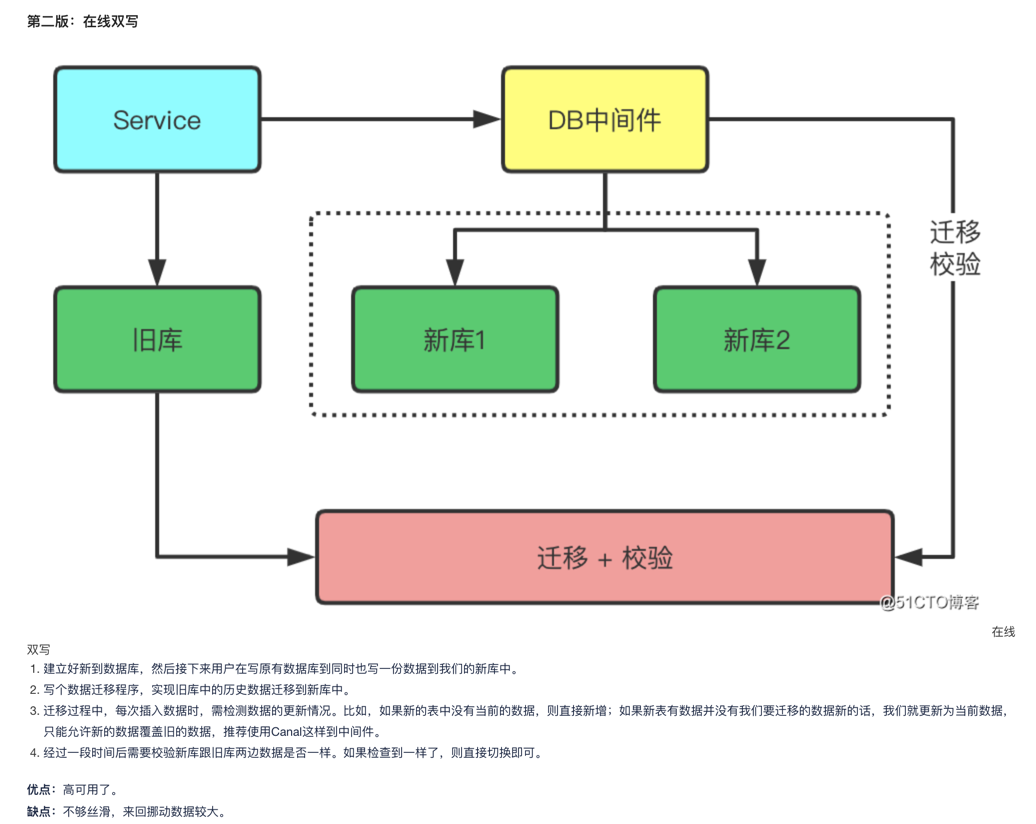 第二版：在线双写
Service
DB中间件
迁移
校验
旧库
新库1
新库2
迁移 + 校验
@51CTO博客
在线
双写
1. 建立好新到数据库，然后接下来用户在写原有数据库到同时也写一份数据到我们的新库中。
2. 写个数据迁移程序，实现旧库中的历史数据迁移到新库中。
3. 迁移过程中，每次插入数据时，需检测数据的更新情况。比如，如果新的表中没有当前的数据，则直接新增；如果新表有数据并没有我们要迁移的数据新的话，我们就更新为当前数据，
只能允许新的数据覆盖旧的数据，推荐使用Canal这样到中间件。
4. 经过一段时间后需要校验新库跟旧库两边数据是否一样。如果检查到一样了，则直接切换即可。
优点：高可用了。
缺点：不够丝滑，来回挪动数据较大。